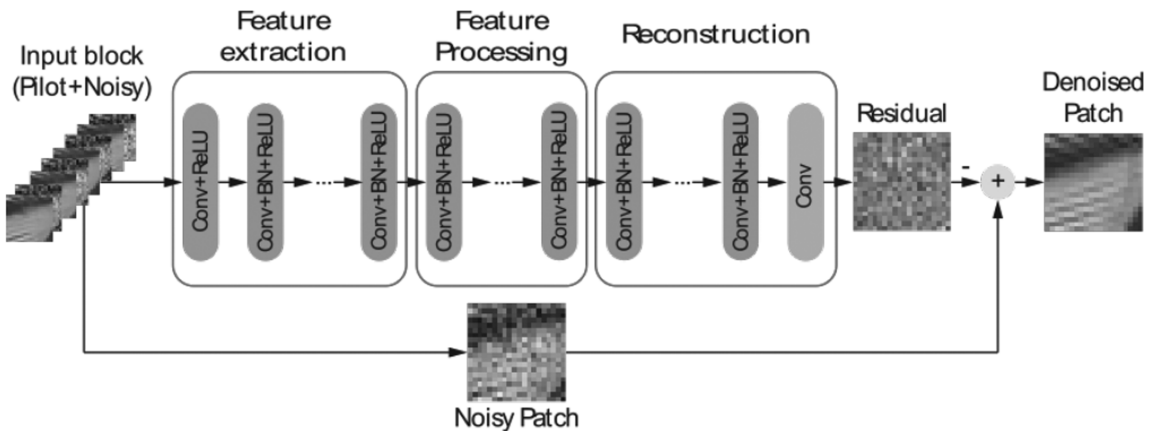 Feature
extraction
Feature
Processing
Reconstruction
Input block
(Pilot+Noisy)
Conv+ReLU
Conv+BN+ReLU
...
Conv+BN+ReLU
Conv+BN+ReLU
...
Conv+BN+ReLU
Conv+BN+ReLU
...
Conv+BN+ReLU
Conv
Residual
-
+
Denoised
Patch
Noisy Patch